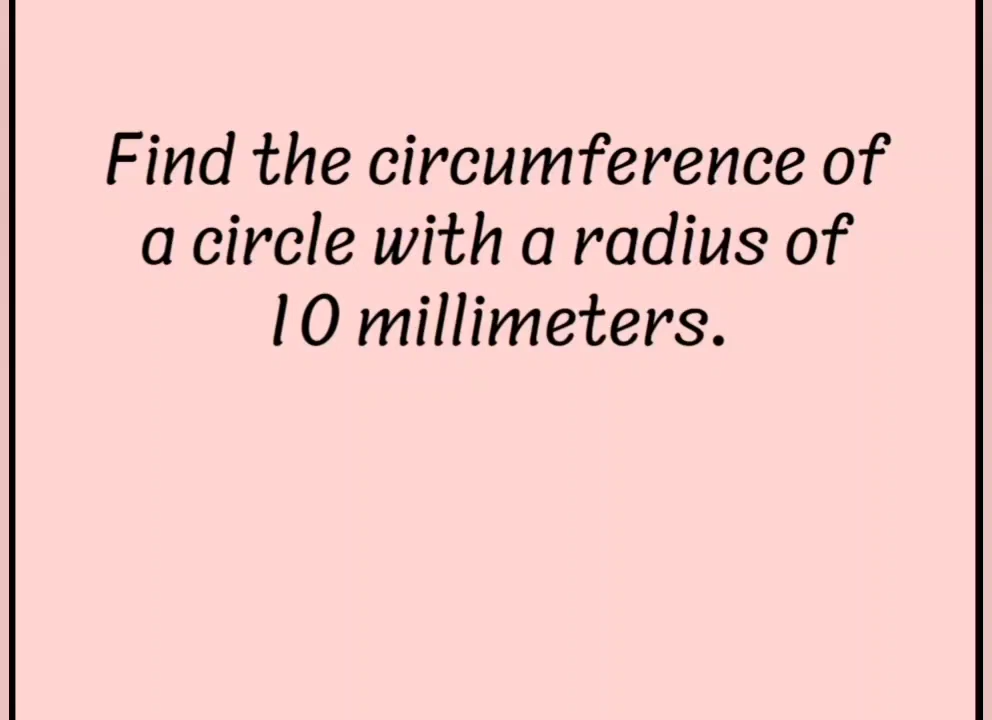 Find the circumference of
a circle with a radius of
10 millimeters.